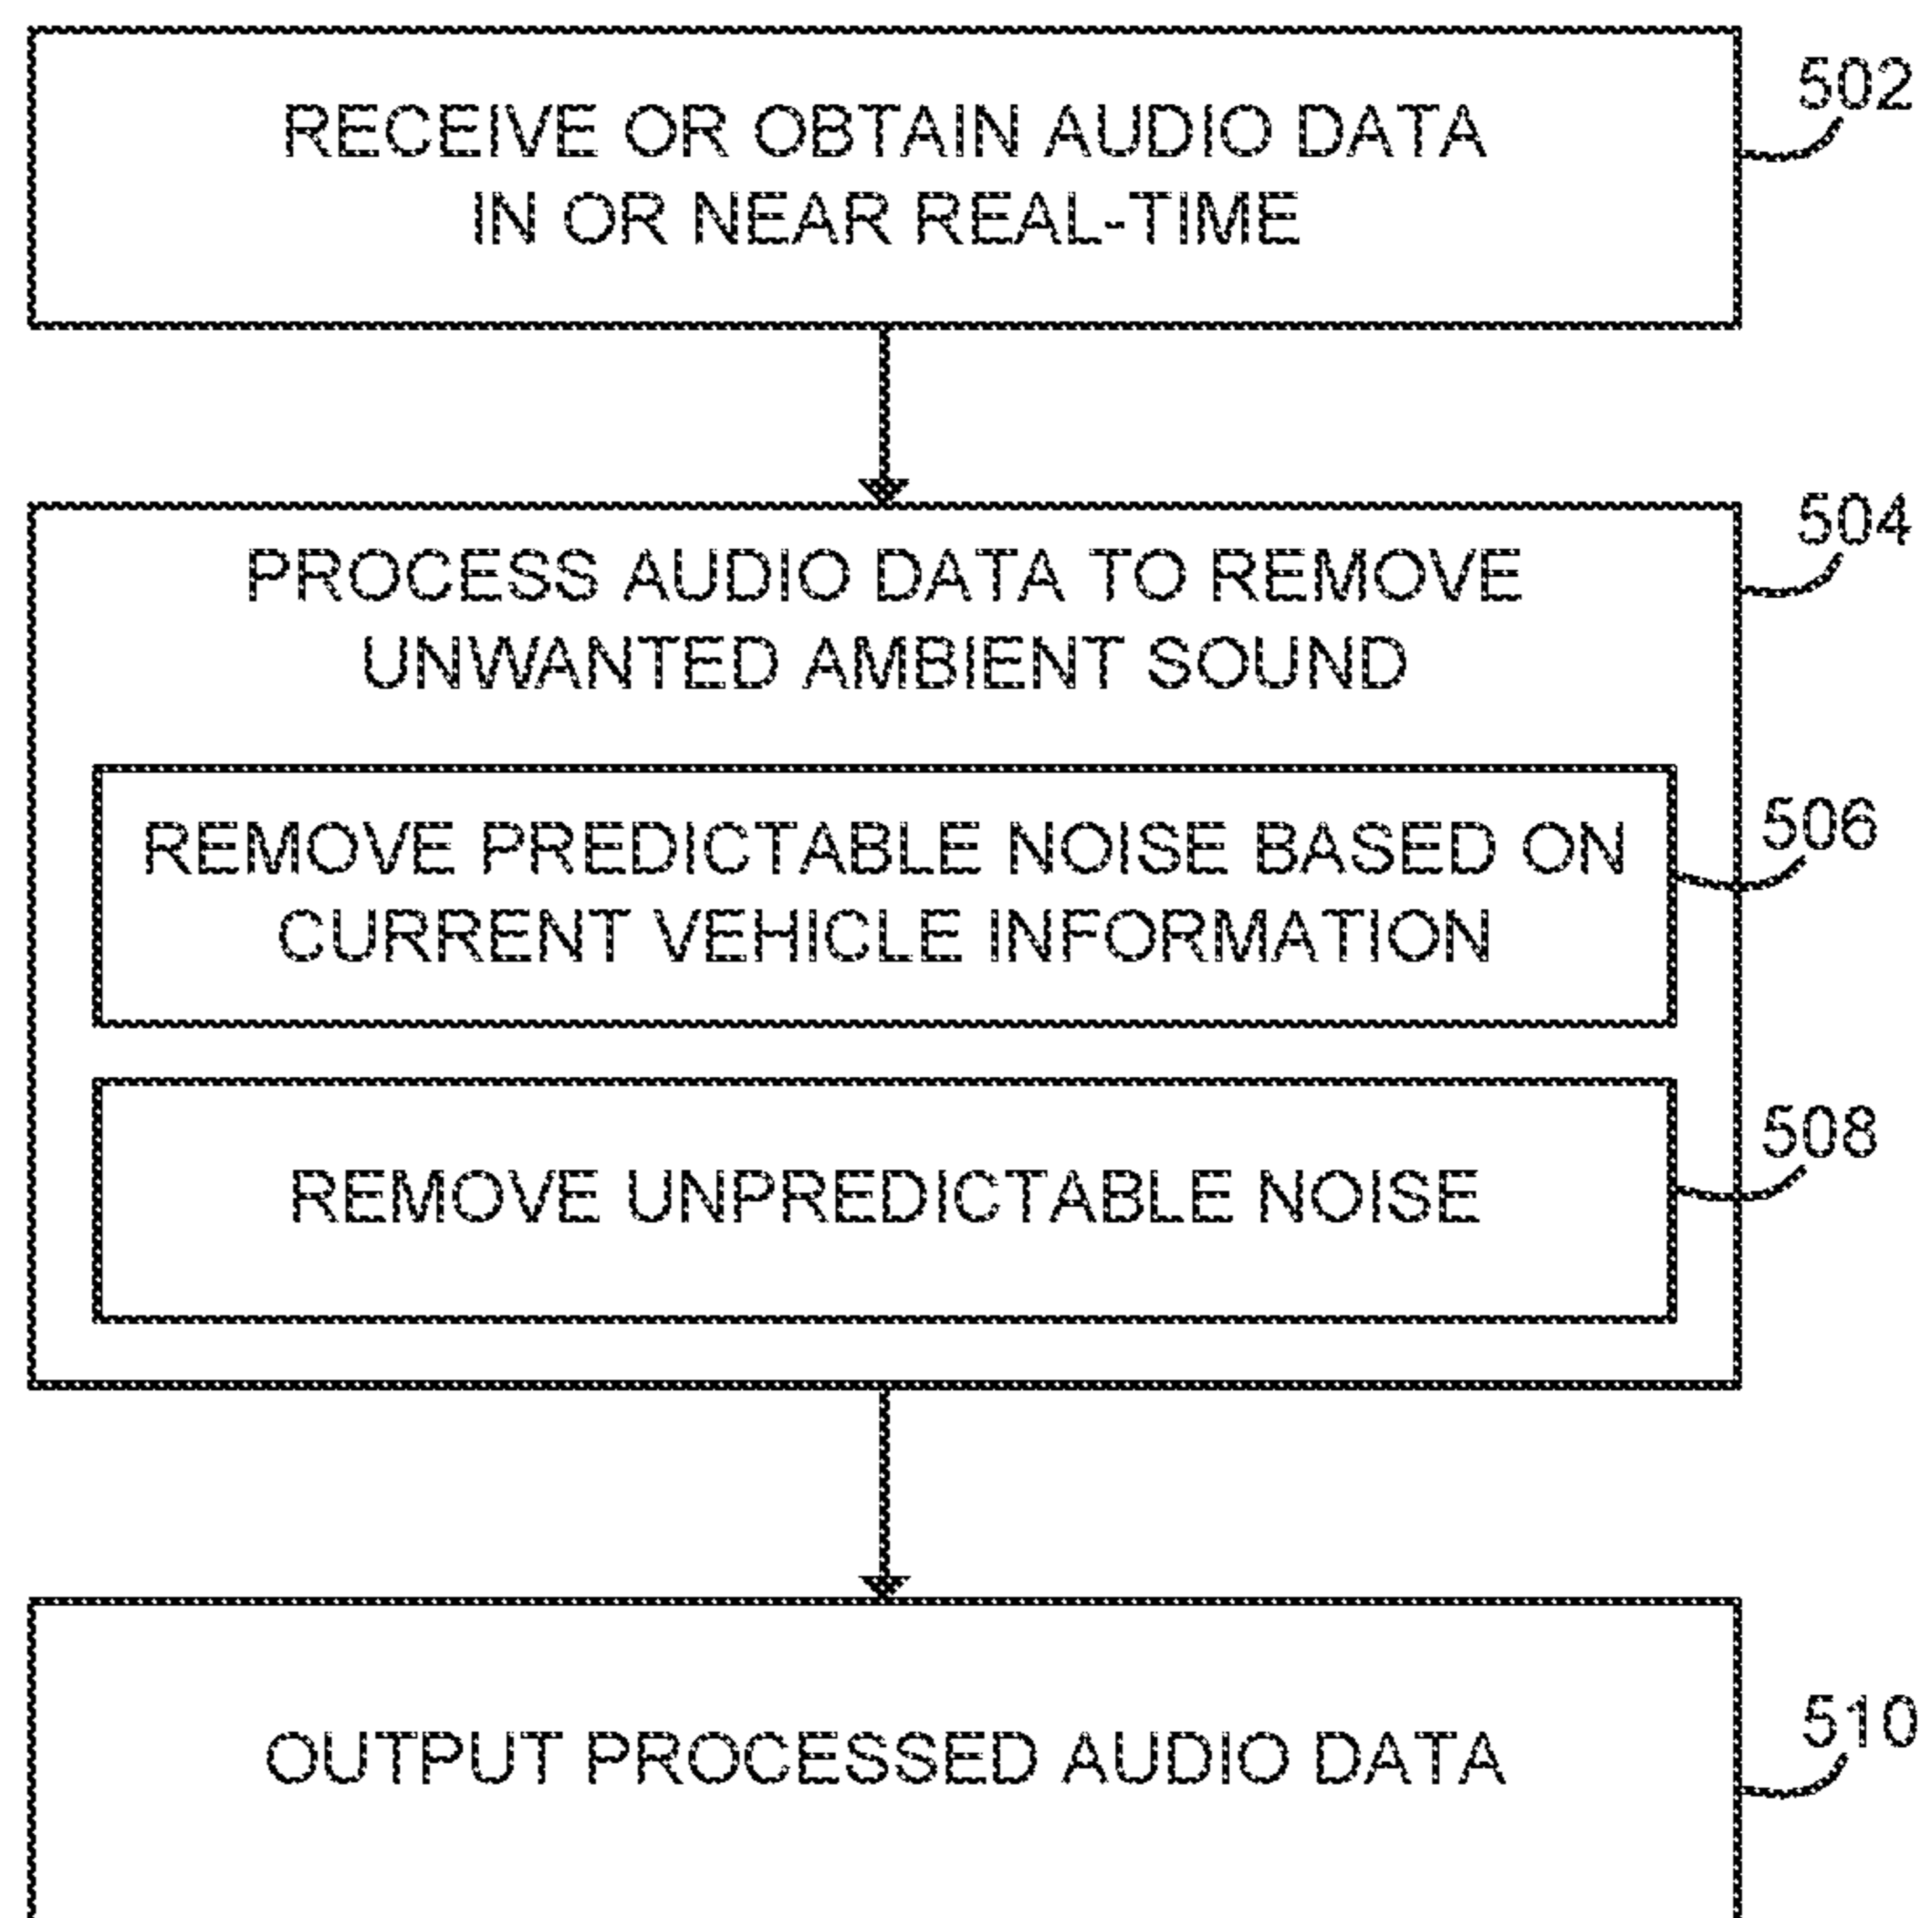 RECEIVE OR OBTAIN AUDIO DATA
IN OR NEAR REAL-TIME
502
PROCESS AUDIO DATA TO REMOVE
UNWANTED AMBIENT SOUND
504
REMOVE PREDICTABLE NOISE BASED ON
CURRENT VEHICLE INFORMATION
506
REMOVE UNPREDICTABLE NOISE
508
OUTPUT PROCESSED AUDIO DATA
510